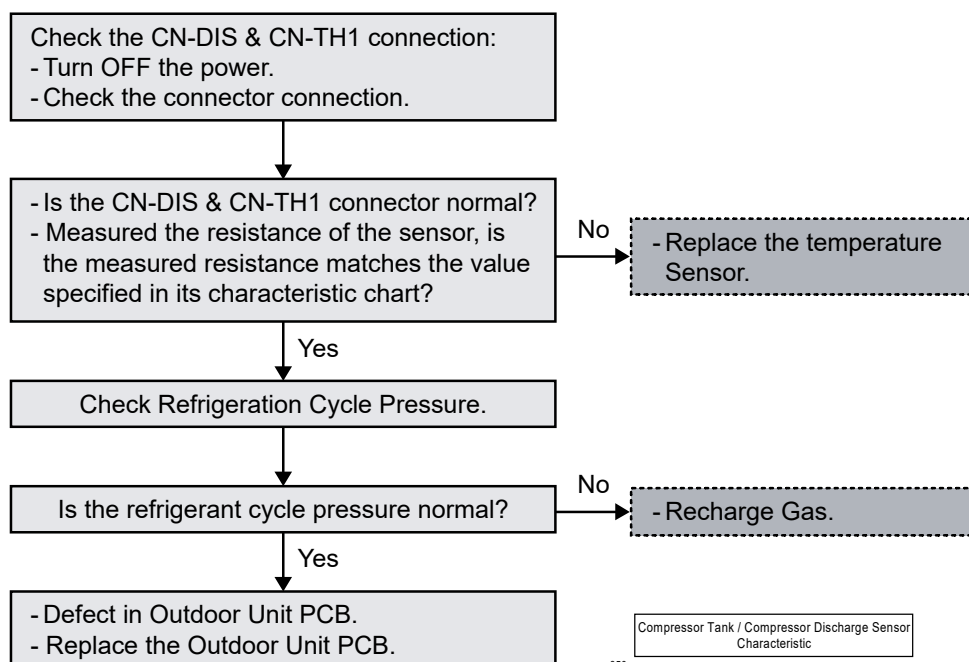 Check the CN-DIS & CN-TH1 connection:
- Turn OFF the power.
- Check the connector connection.
- Is the CN-DIS & CN-TH1 connector normal?
- Measured the resistance of the sensor, is
the measured resistance matches the value
specified in its characteristic chart?
No
- Replace the temperature
Sensor.
Yes
Check Refrigeration Cycle Pressure.
Is the refrigerant cycle pressure normal?
No
- Recharge Gas.
Yes
- Defect in Outdoor Unit PCB.
- Replace the Outdoor Unit PCB.
Compressor Tank / Compressor Discharge Sensor
Characteristic